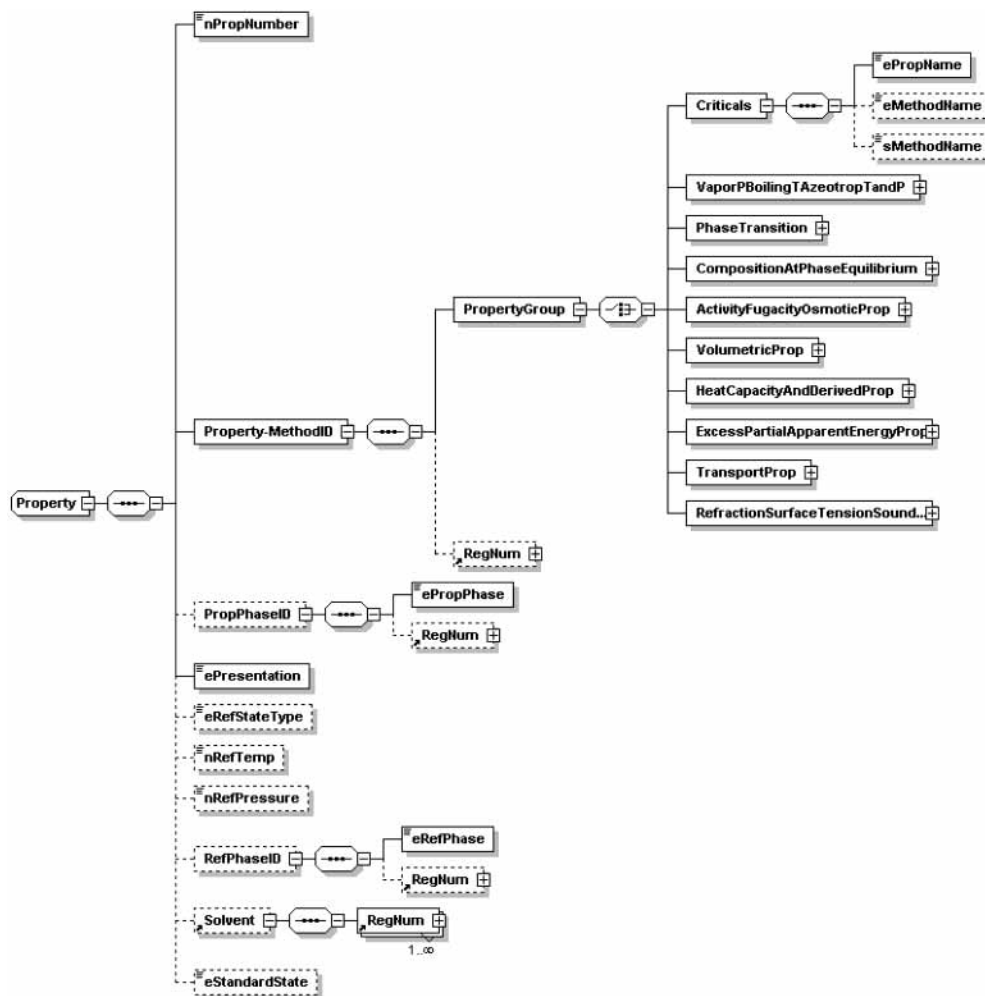 nPropNumber
ePropName
Criticals
eMethodName
sMethodName
VaporPBoilingTAzeotropTandP
PhaseTransition
CompositionAtPhaseEquilibrium
PropertyGroup
ActivityFugacityOsmoticProp
VolumetricProp
HeatCapacityAndDerivedProp
Property-MethodID
ExcessPartialApparentEnergyProp
TransportProp
Property
RefractionSurfaceTensionSound...
RegNum
ePropPhase
PropPhaseID
RegNum
ePresentation
eRefStateType
nRefTemp
nRefPressure
eRefPhase
RefPhaseID
RegNum
Solvent
RegNum
1..∞
eStandardState